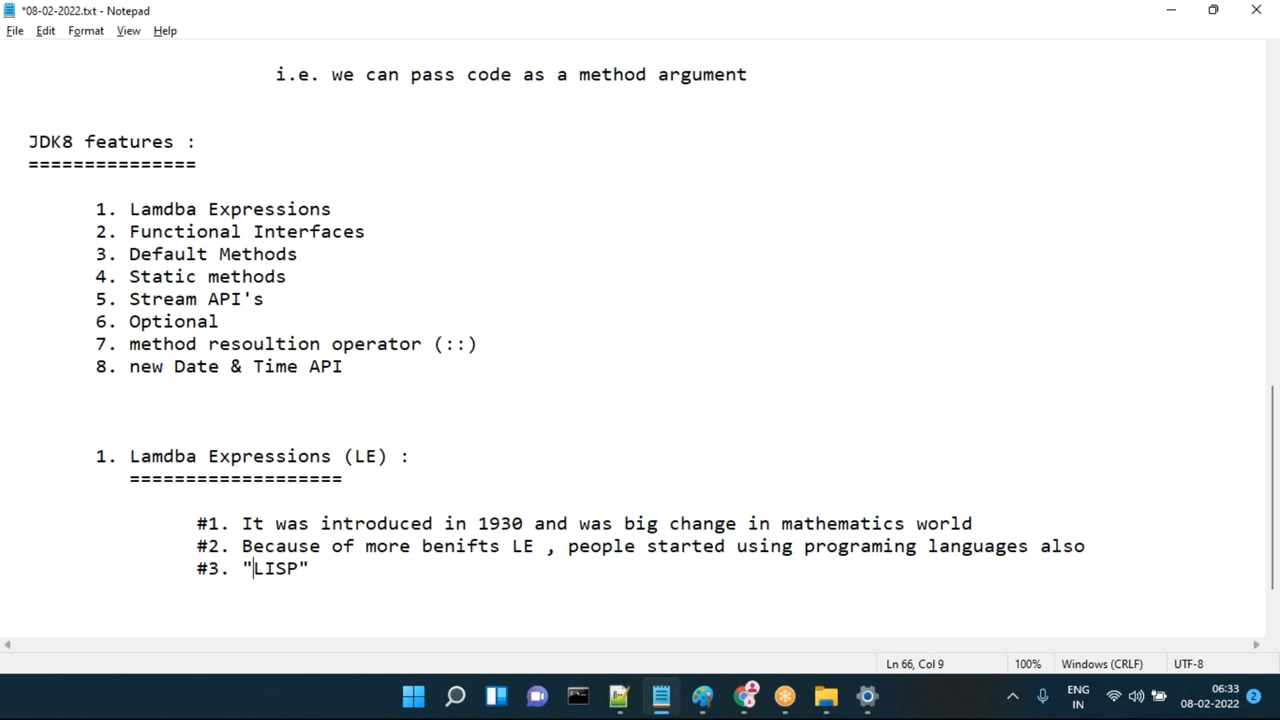 *08-02-2022.txt - Notepad
File Edit Format View Help
i.e. we can pass code as a method argument
JDK8 features :
===============
1. Lamdba Expressions
2. Functional Interfaces
3. Default Methods
4. Static methods
5. Stream API's
6. Optional
7. method resoultion operator (::)
8. new Date & Time API
1. Lamdba Expressions (LE) :
===================
#1. It was introduced in 1930 and was big change in mathematics world
#2. Because of more benifts LE , people started using programing languages also
#3. "LISP"
Ln 66, Col 9 100% Windows (CRLF) UTF-8
ENG 06:33
IN 08-02-2022 2